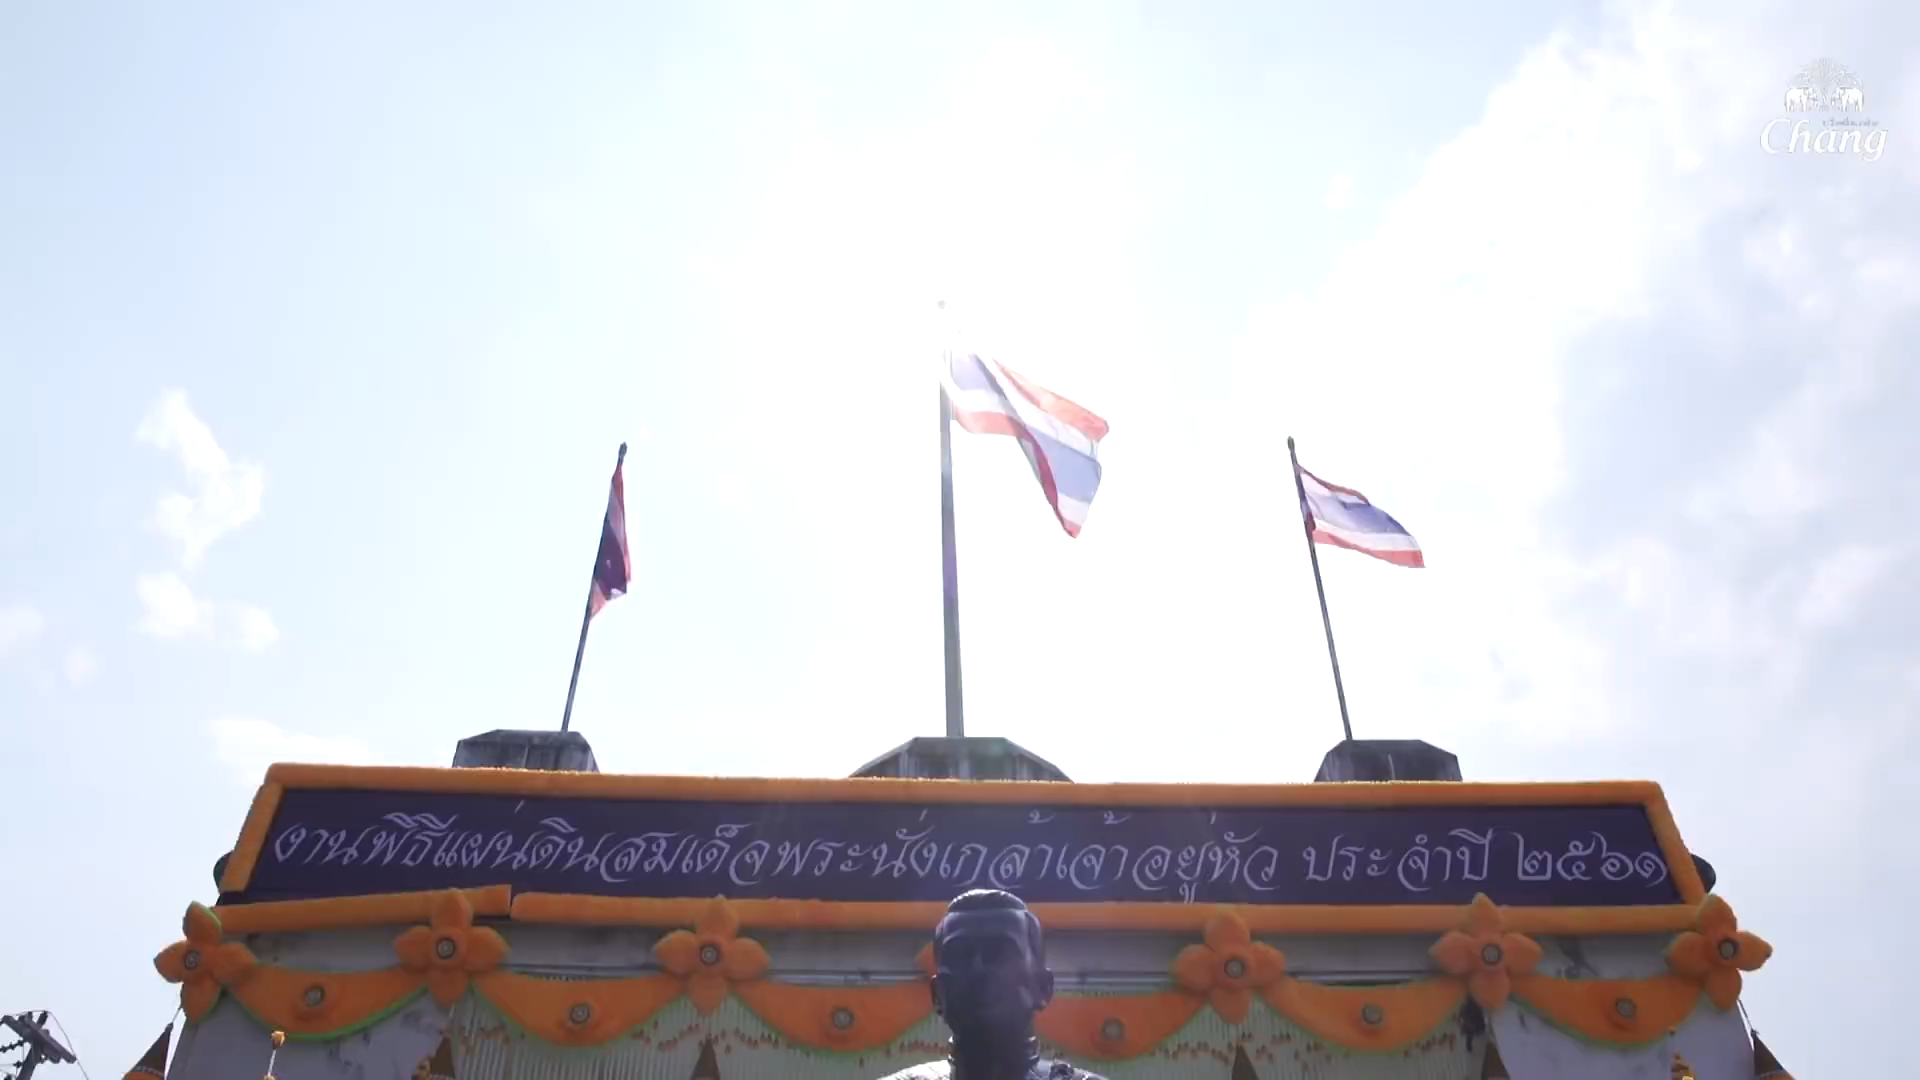 Chang
งานพิธีแผ่นดินสมเด็จพระนั่งเกล้าเจ้าอยู่หัว ประจำปี ๒๕๖๑